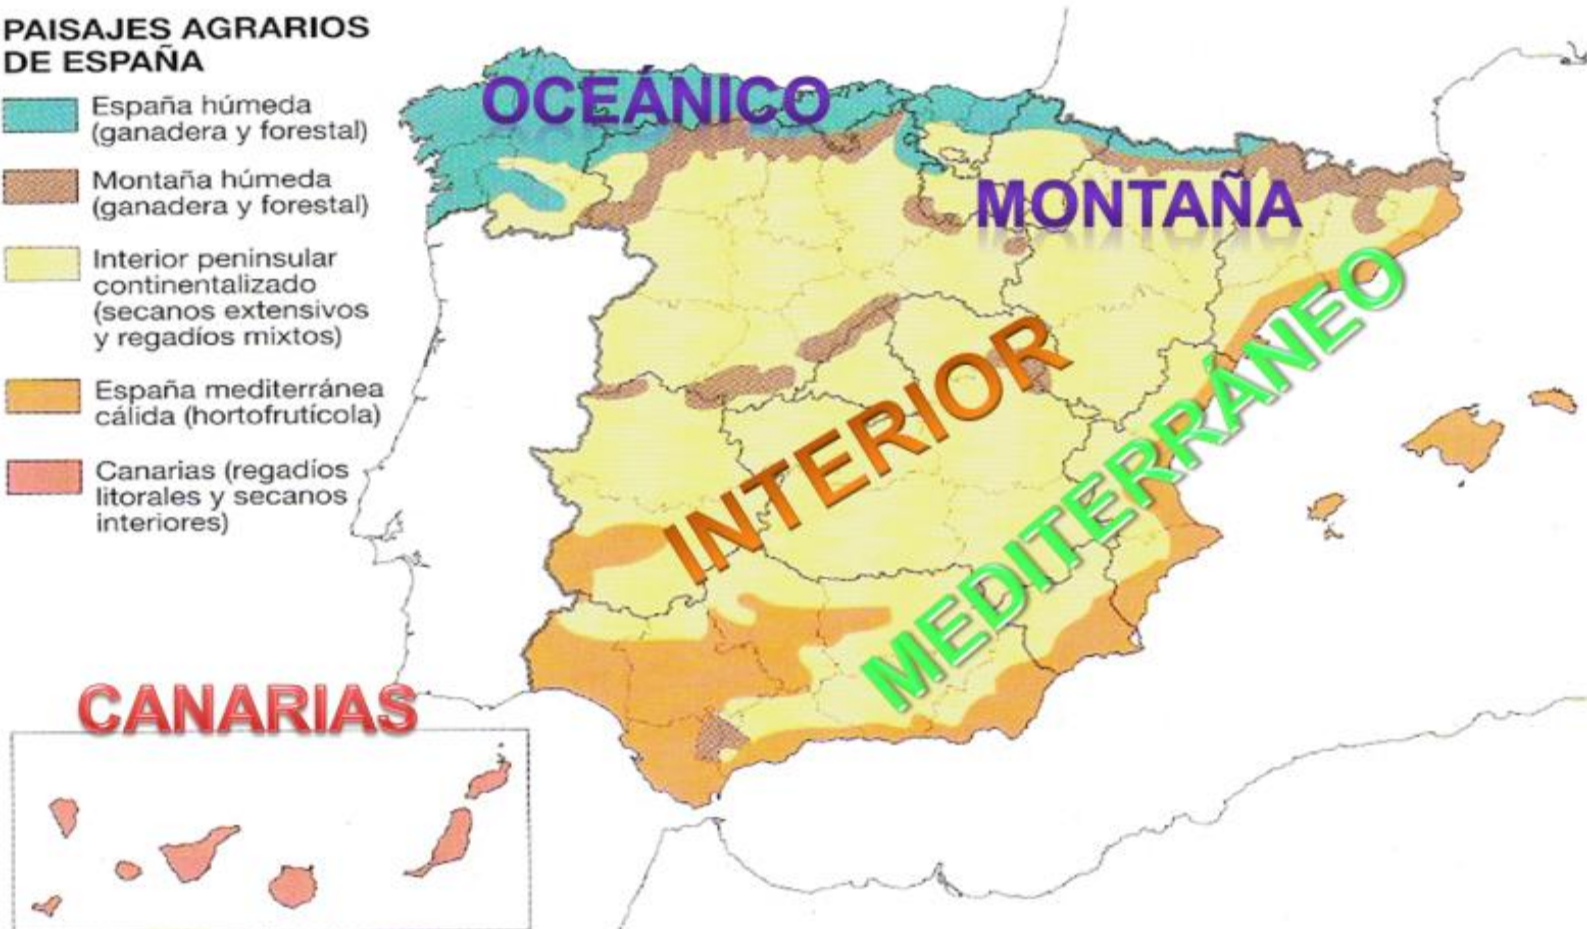 PAISAJES AGRARIOS
DE ESPAÑA
España húmeda
(ganadera y forestal)
Montaña húmeda
(ganadera y forestal)
Interior peninsular
continentalizado
(secanos extensivos
y regadíos mixtos)
España mediterránea
cálida (hortofrutícola)
Canarias (regadíos
litorales y secanos
interiores)
OCEÁNICO
MONTAÑA
INTERIOR
MEDITERRÁNEO
CANARIAS